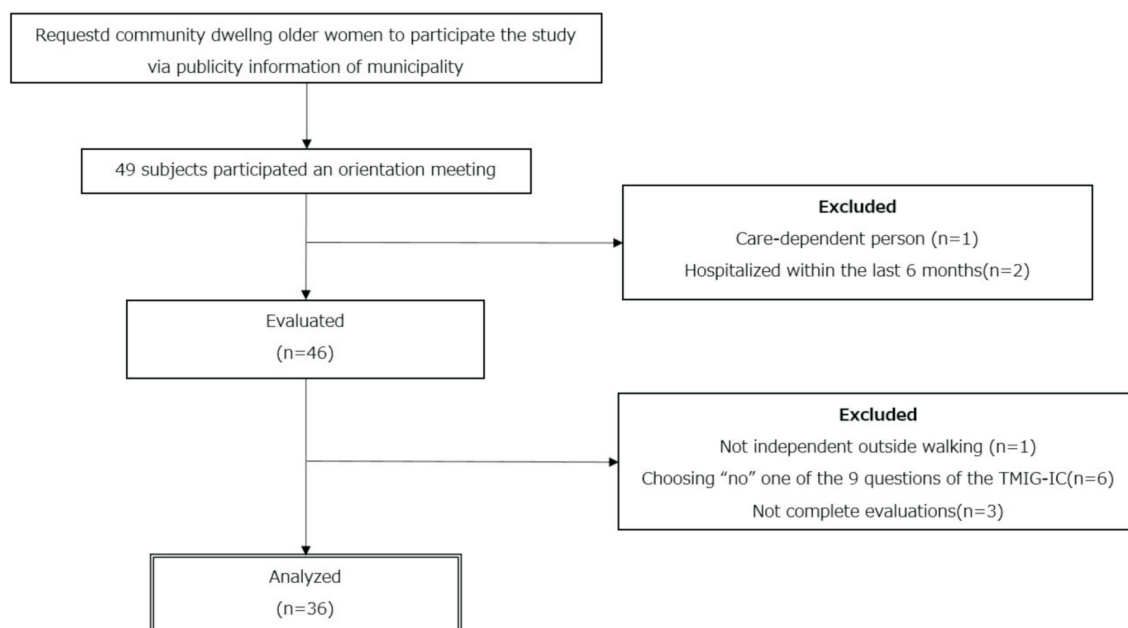 Requestd community dwellng older women to participate the study
via publicity information of municipality
49 subjects participated an orientation meeting
Excluded
Care-dependent person (n=1)
Hospitalized within the last 6 months(n=2)
Evaluated
(n=46)
Excluded
Not independent outside walking (n=1)
Choosing “no” one of the 9 questions of the TMIG-IC(n=6)
Not complete evaluations(n=3)
Analyzed
(n=36)